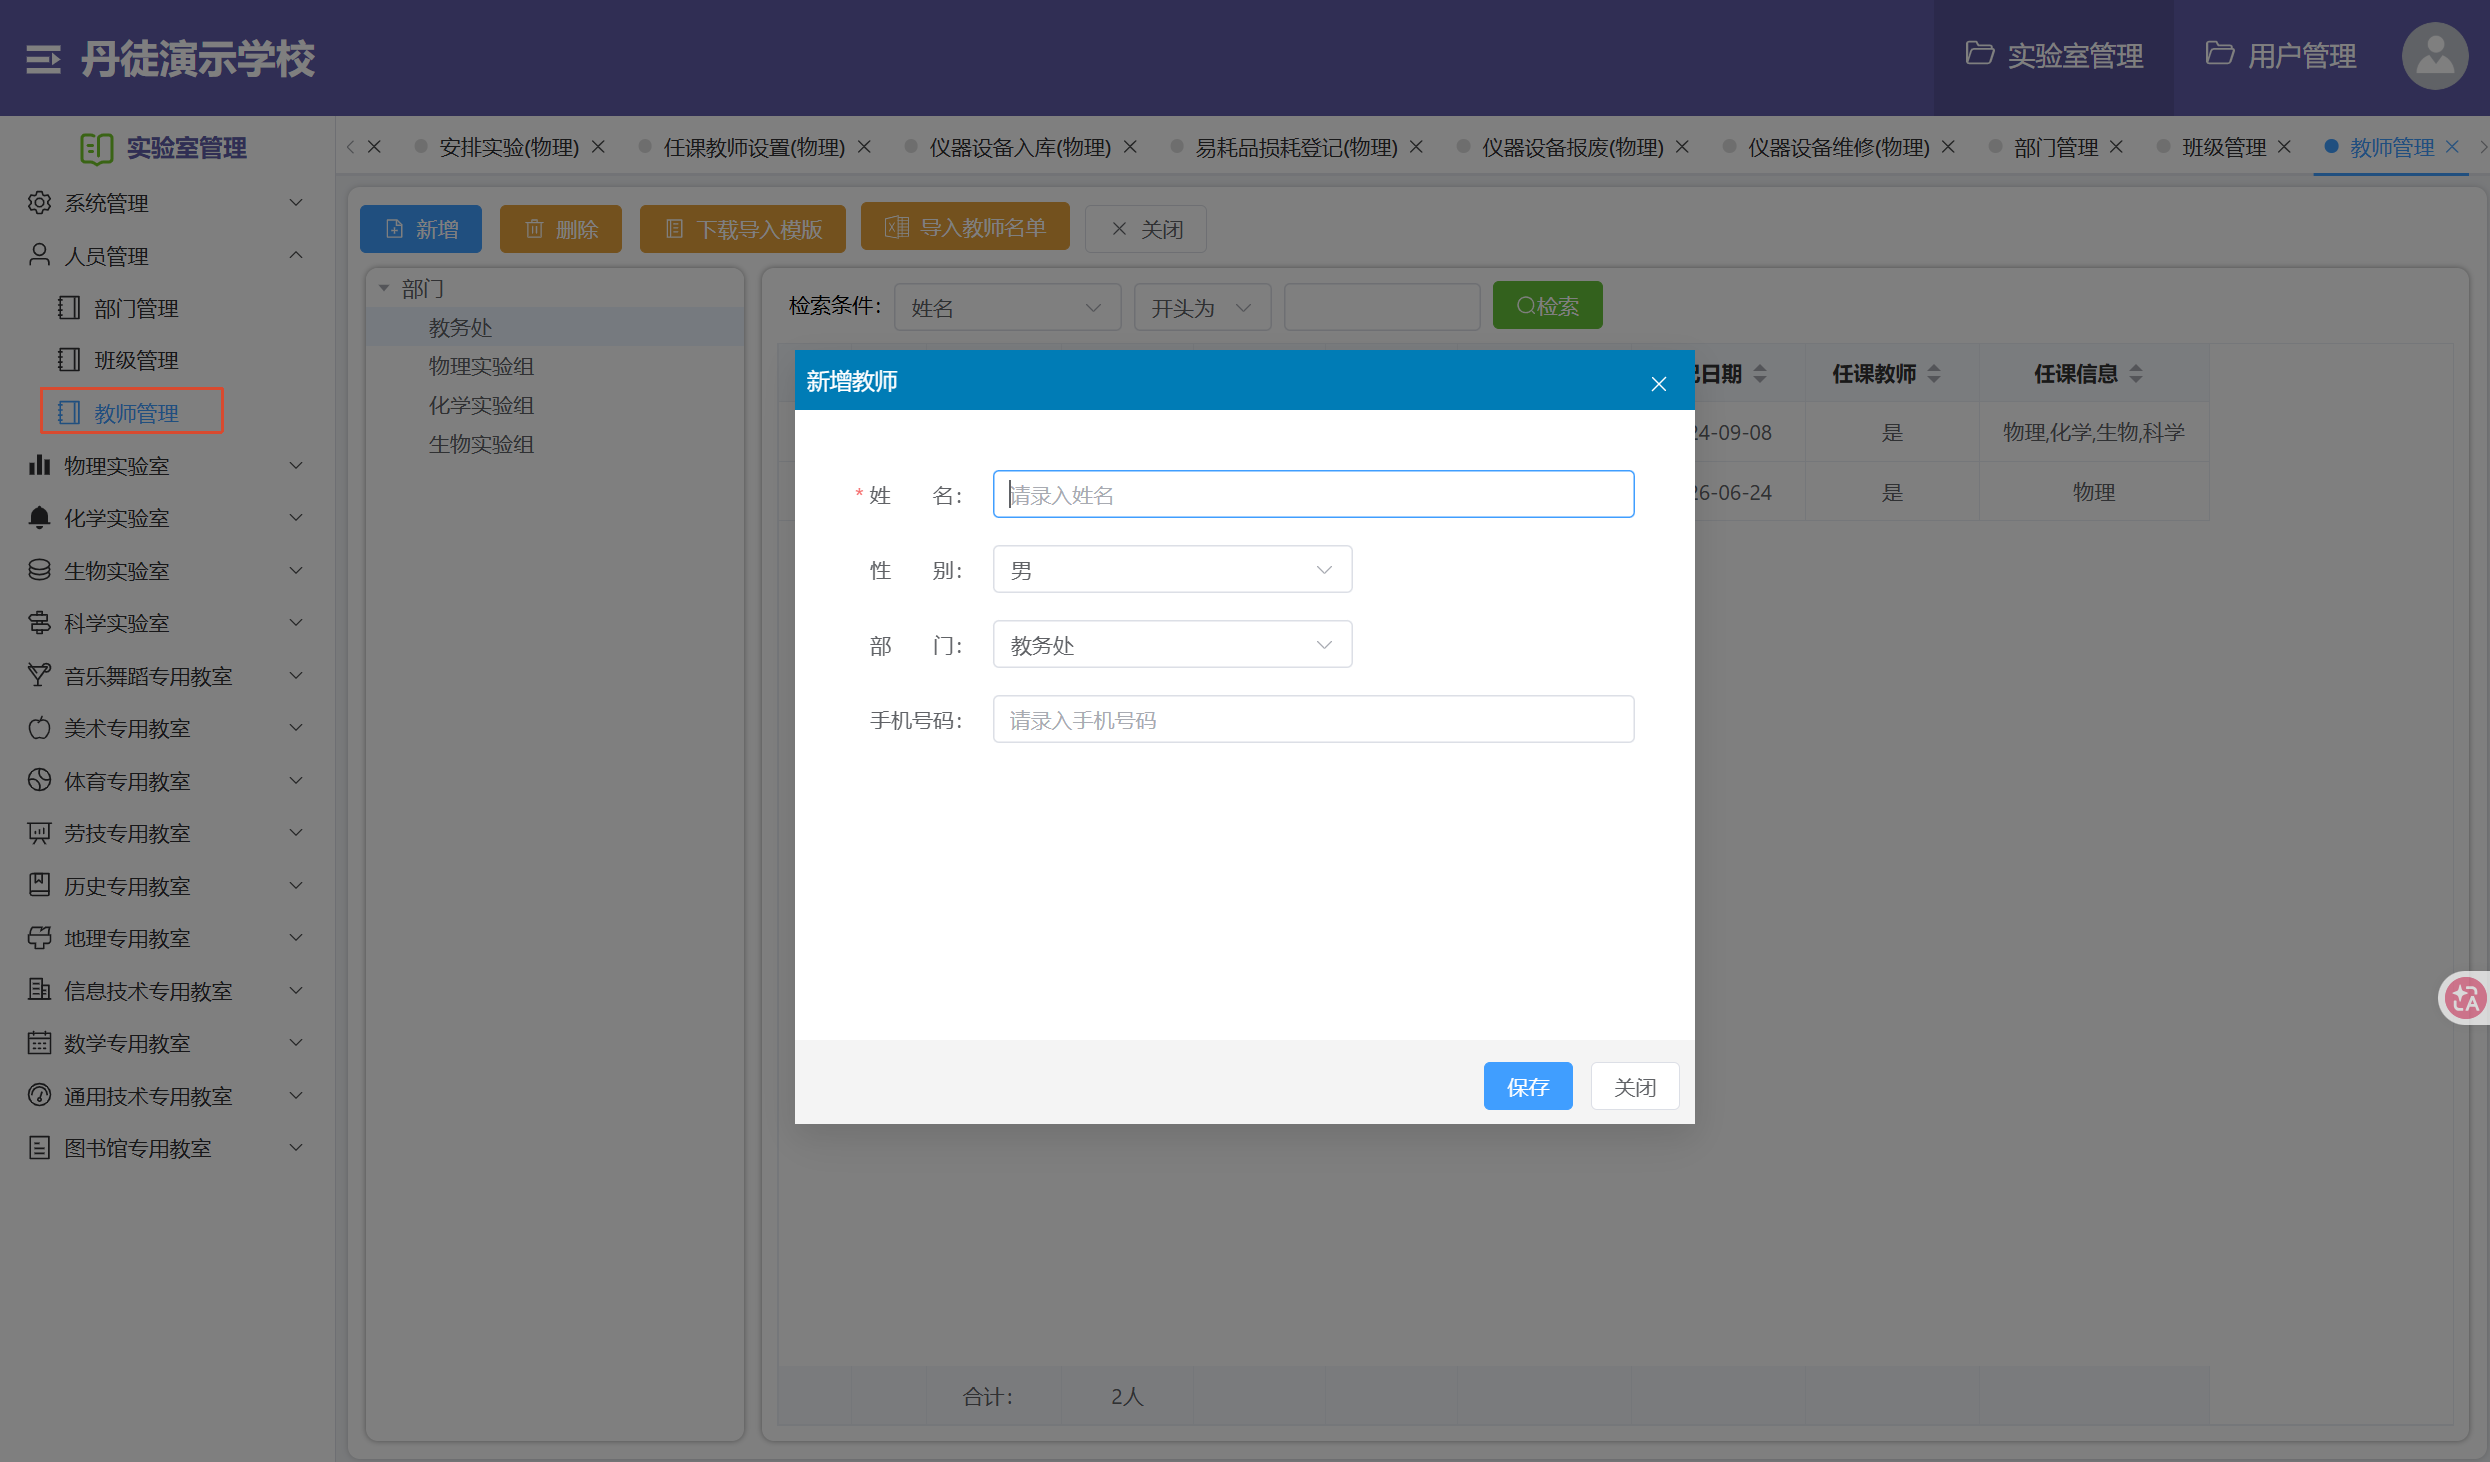 丹徒演示学校
实验室管理
用户管理
实验室管理
安排实验(物理)
任课教师设置(物理)
仪器设备入库(物理)
易耗品损耗登记(物理)
仪器设备报废(物理)
仪器设备维修(物理)
部门管理
班级管理
教师管理
系统管理
人员管理
部门管理
班级管理
教师管理
物理实验室
化学实验室
生物实验室
科学实验室
音乐舞蹈专用教室
美术专用教室
体育专用教室
劳技专用教室
历史专用教室
地理专用教室
信息技术专用教室
数学专用教室
通用技术专用教室
图书馆专用教室
新增
删除
下载导入模版
导入教师名单
关闭
部门
教务处
物理实验组
化学实验组
生物实验组
检索条件：
姓名
开头为
检索
日期
任课教师
任课信息
24-09-08
是
物理,化学,生物,科学
26-06-24
是
物理
新增教师
* 姓 名：
请录入姓名
性 别：
男
部 门：
教务处
手机号码：
请录入手机号码
保存
关闭
合计：
2人